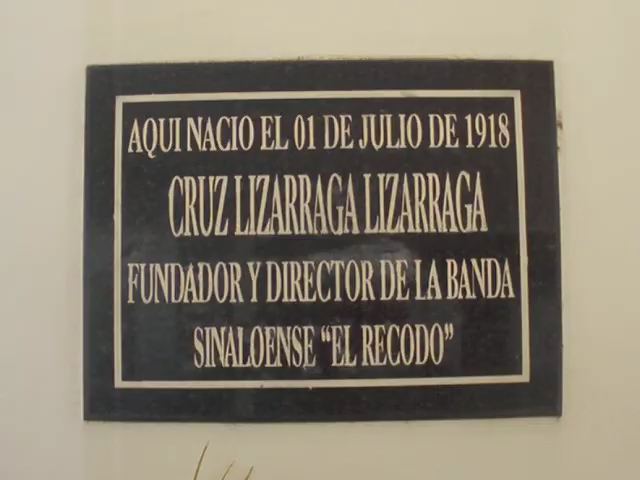 AQUI NACIO EL 01 DE JULIO DE 1918
CRUZ LIZARRAGA LIZARRAGA
FUNDADOR Y DIRECTOR DE LA BANDA
SINALOENSE “EL RECODO”